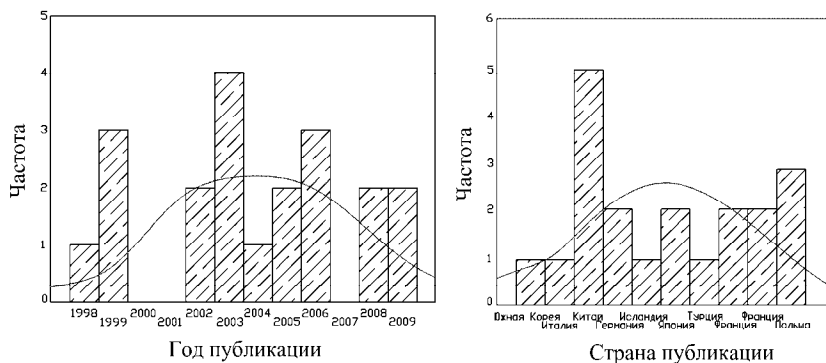 5
4
3
2
1
0
Частота
1998 2000 2002 2004 2006 2008
1999 2001 2003 2005 2007 2009
Год публикации
6
5
4
3
2
1
0
Частота
Южная Корея Китай Исландия Турция Франция
Италия Германия Япония Франция Польша
Страна публикации